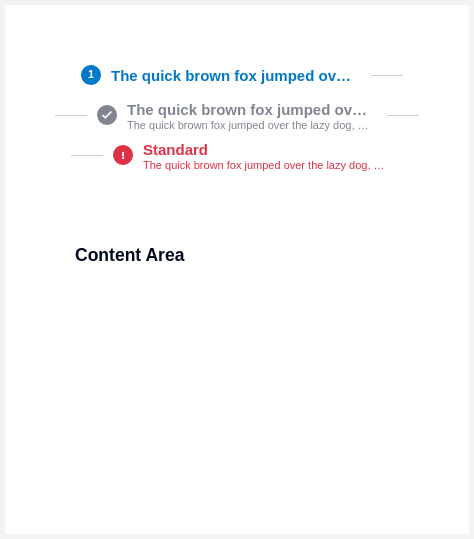 1 The quick brown fox jumped ov…
The quick brown fox jumped ov…
The quick brown fox jumped over the lazy dog, …
Standard
The quick brown fox jumped over the lazy dog, …
Content Area